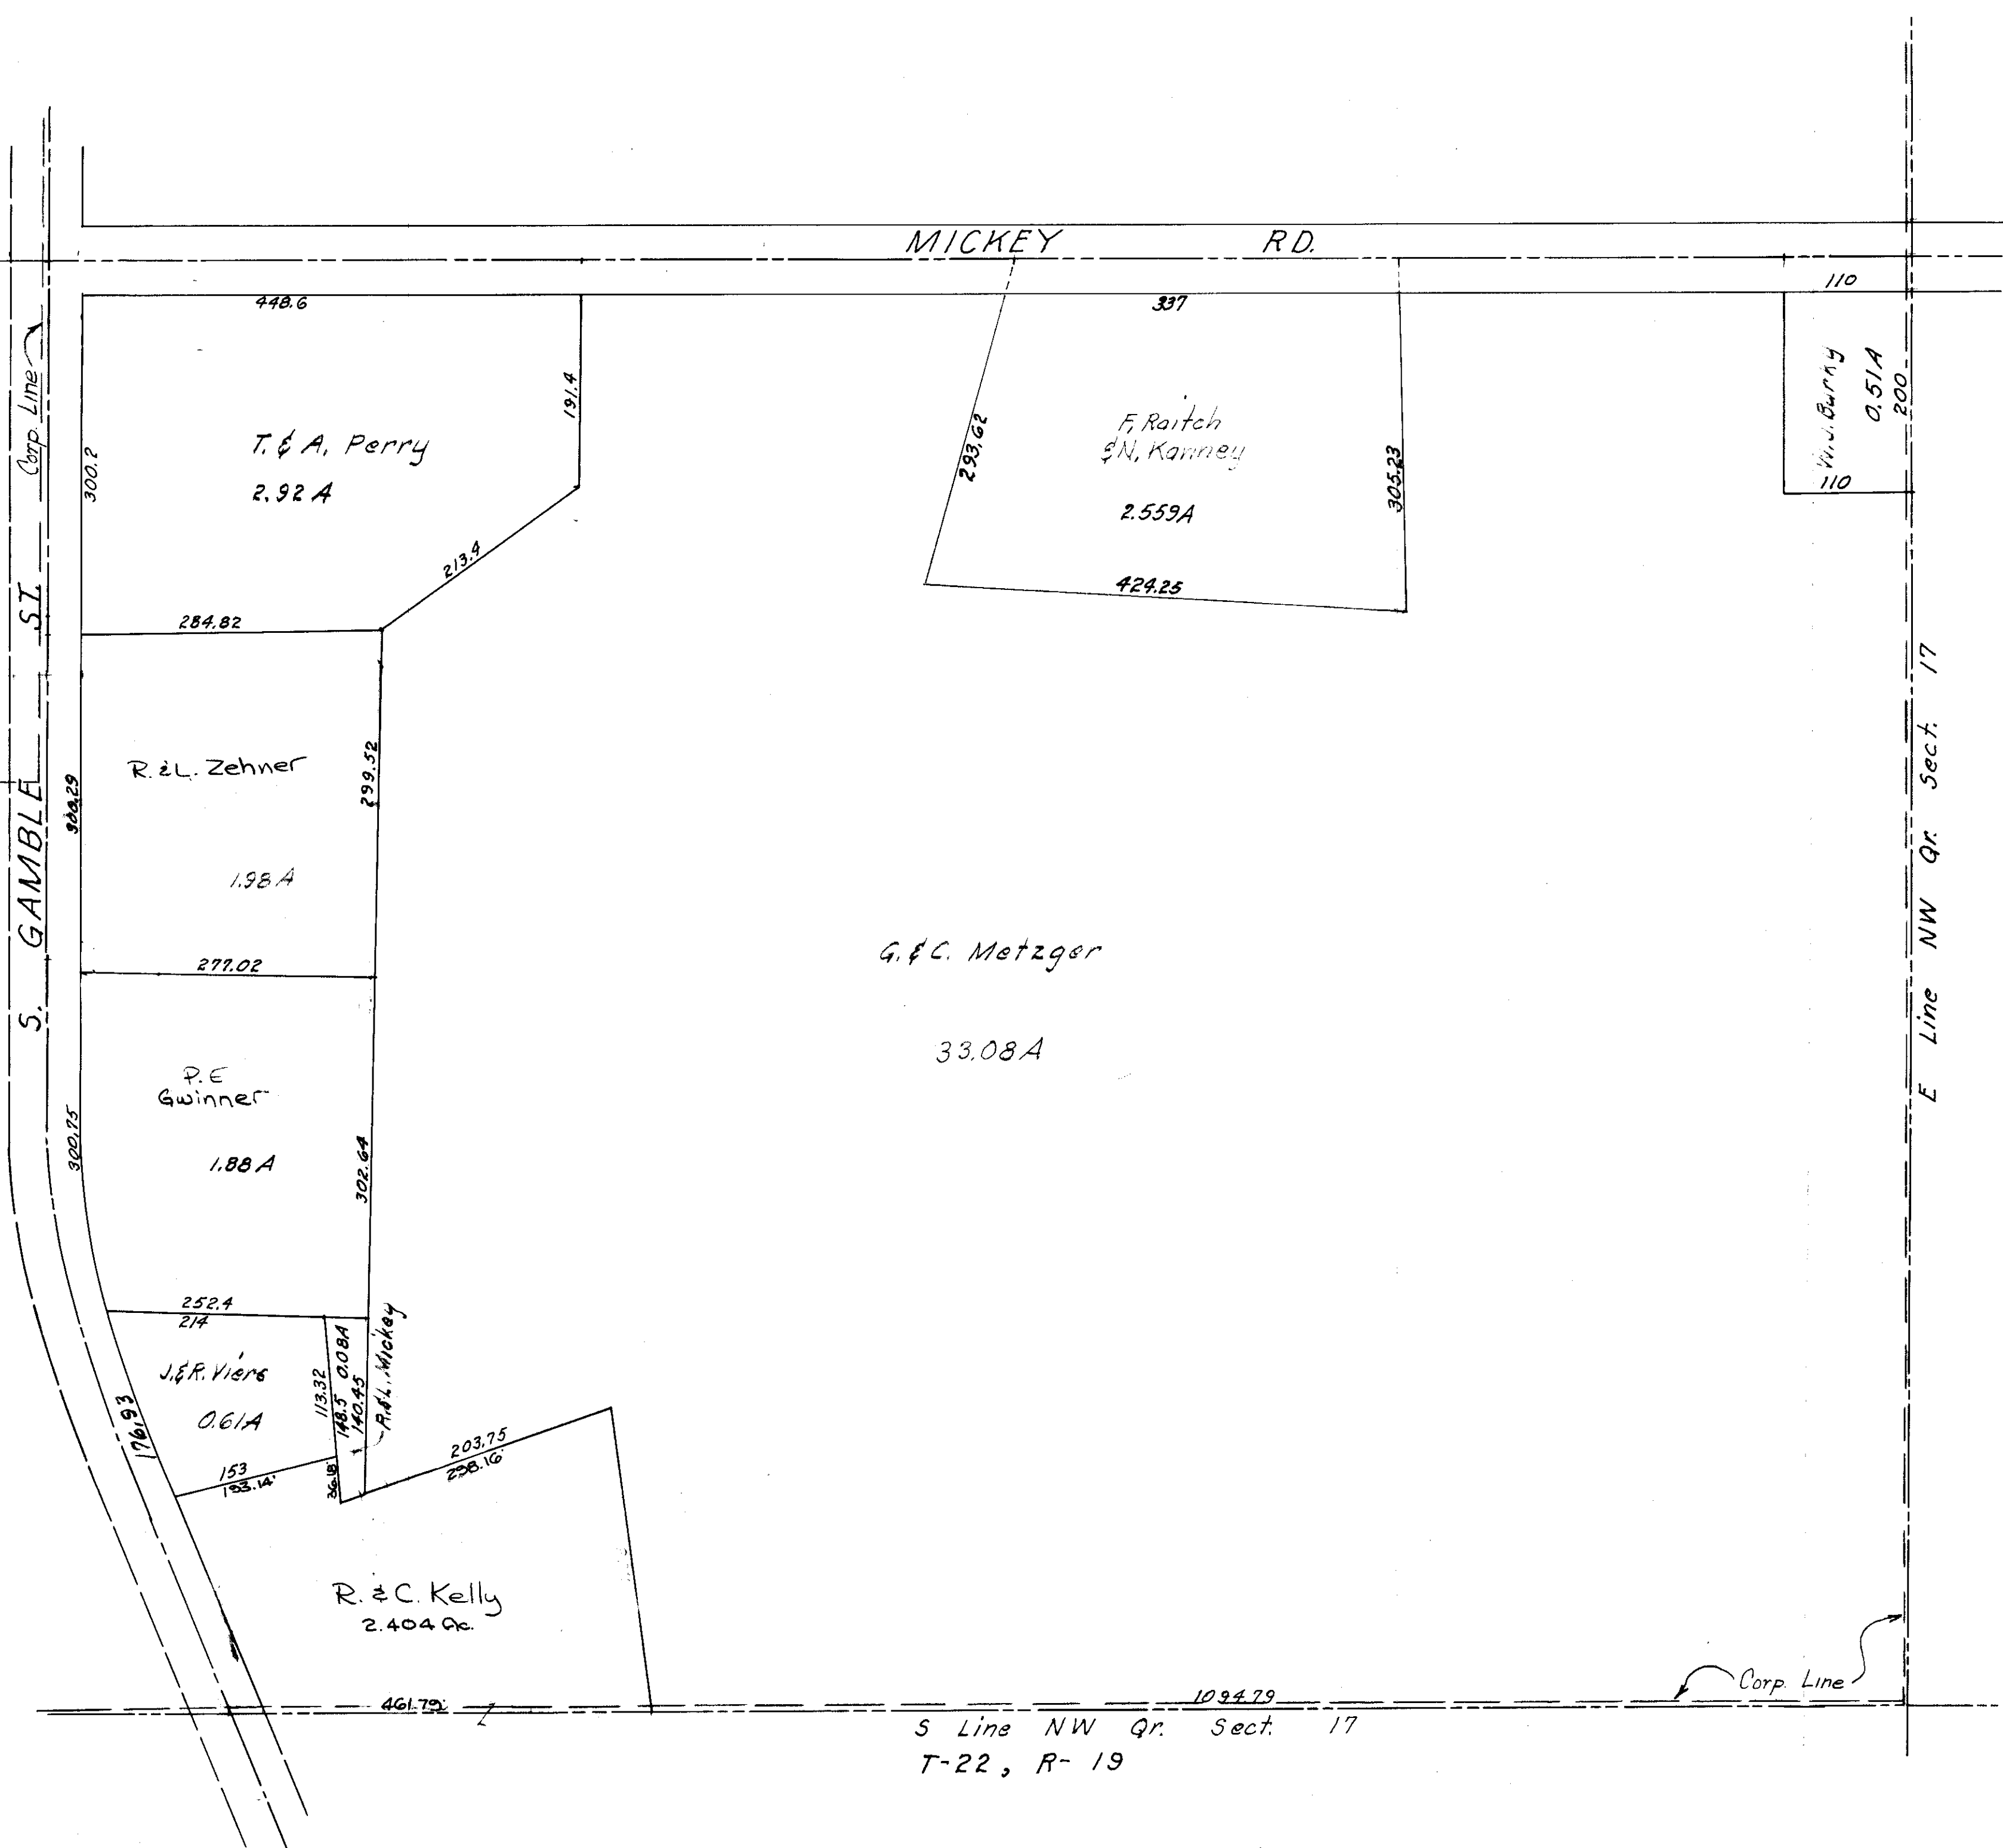 MICKEY RD.
448.6
337
110
Corp. Line
300.2
T. & A. Perry
2.92 A
191.4
213.4
284.82
293.62
F. Raitch
& N. Kanney
2.559A
305.23
424.25
W. J. Burky
0.51A
200
110
S. GAMBLE ST.
R. & L. Zehner
1.98 A
300.29
299.52
277.02
G. & C. Metzger
33.08A
E Line NW Qr. Sect. 17
P. E
Gwinner
1.88 A
300.75
302.64
252.4
214
J. & R. Viers
0.61A
176.93
113.32
148.5 0.08A
140.45
R. & L. Mickey
153
193.14'
36.18'
203.75
298.16'
R. & C. Kelly
2.404 Ac.
461.79'
1094.79
Corp. Line
S Line NW Qr. Sect. 17
T-22, R-19